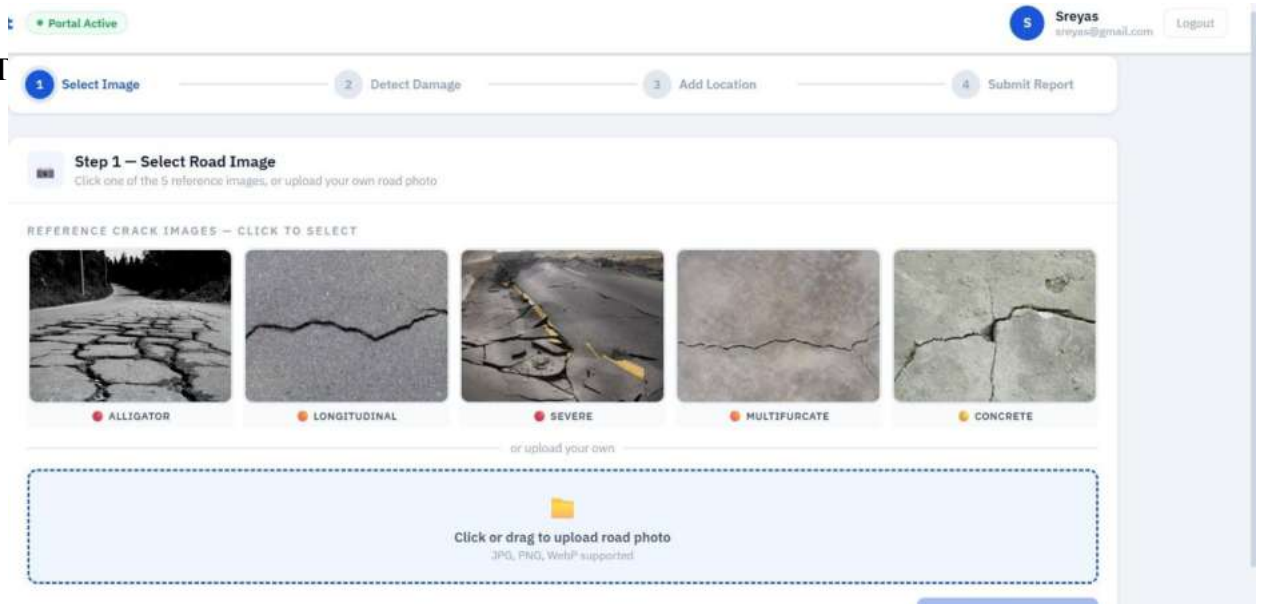 Portal Active
S
Sreyas
sreyas@gmail.com
Logout
T
1 Select Image
2 Detect Damage
3 Add Location
4 Submit Report
Step 1 — Select Road Image
Click one of the 5 reference images, or upload your own road photo
REFERENCE CRACK IMAGES — CLICK TO SELECT
ALLIGATOR
LONGITUDINAL
SEVERE
MULTIFURCATE
CONCRETE
or upload your own
Click or drag to upload road photo
JPG, PNG, WebP supported